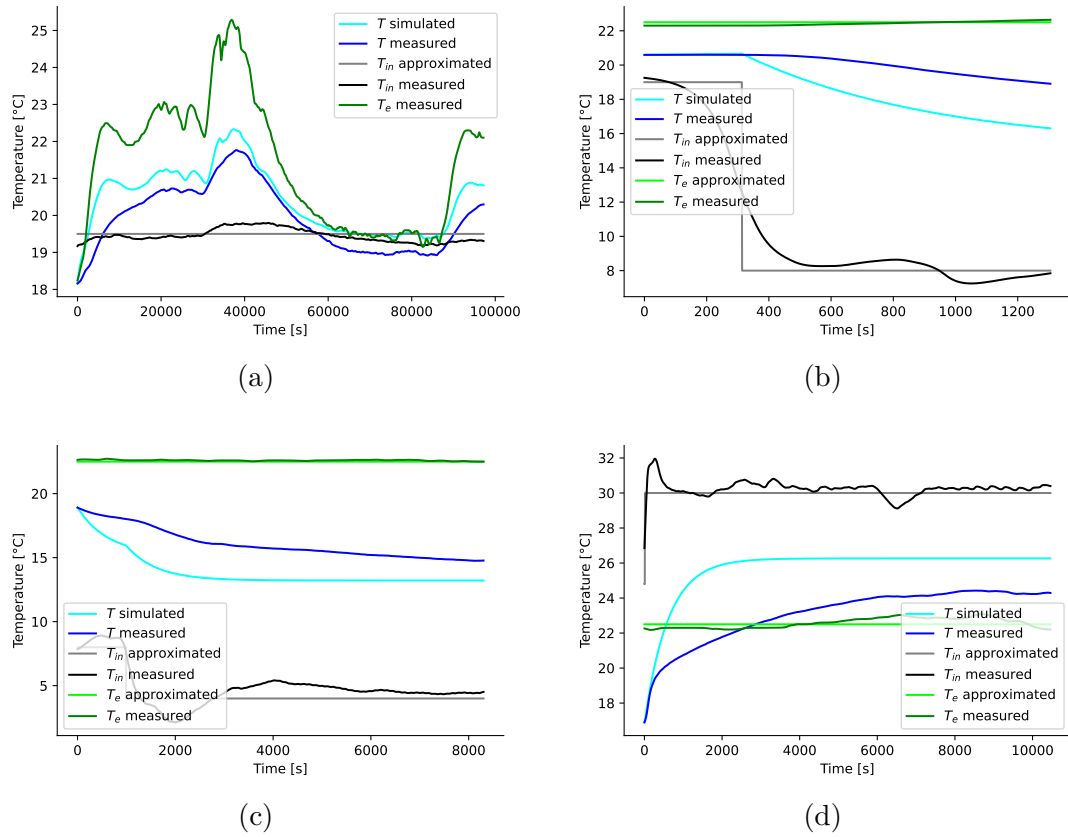 T simulated
T measured
T_in approximated
T_in measured
T_e measured
Temperature [°C]
25
24
23
22
21
20
19
18
0 20000 40000 60000 80000 100000
Time [s]
(a)
T simulated
T measured
T_in approximated
T_in measured
T_e approximated
T_e measured
Temperature [°C]
22
20
18
16
14
12
10
8
0 200 400 600 800 1000 1200
Time [s]
(b)
T simulated
T measured
T_in approximated
T_in measured
T_e approximated
T_e measured
Temperature [°C]
20
15
10
5
0 2000 4000 6000 8000
Time [s]
(c)
T simulated
T measured
T_in approximated
T_in measured
T_e approximated
T_e measured
Temperature [°C]
32
30
28
26
24
22
20
18
0 2000 4000 6000 8000 10000
Time [s]
(d)